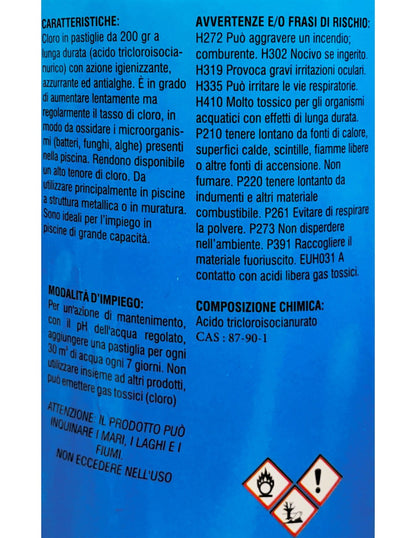 CARATTERISTICHE:
Cloro in pastiglie da 200 gr a
lunga durata (acido tricloroisocia-
nurico) con azione igienizzante,
azzurrante ed antialghe. È in grado
di aumentare lentamente ma
regolarmente il tasso di cloro, in
modo da ossidare i microorganis-
mi (batteri, funghi, alghe) presenti
nella piscina. Rendono disponibile
un alto tenore di cloro. Da
utilizzare principalmente in piscine
a struttura metallica o in muratura.
Sono ideali per l'impiego in
piscine di grande capacità.
MODALITÀ D'IMPIEGO:
Per un'azione di mantenimento,
con il pH dell'acqua regolato,
aggiungere una pastiglia per ogni
30 m³ di acqua ogni 7 giorni. Non
utilizzare insieme ad altri prodotti,
può emettere gas tossici (cloro)
ATTENZIONE IL PRODOTTO PUÒ
INQUINARE I MARI, I LAGHI E I
FIUMI.
NON ECCEDERE NELL'USO
AVVERTENZE E/O FRASI DI RISCHIO:
H272 Può aggravare un incendio;
comburente. H302 Nocivo se ingerito.
H319 Provoca gravi irritazioni oculari.
H335 Può irritare le vie respiratorie.
H410 Molto tossico per gli organismi
acquatici con effetti di lunga durata.
P210 tenere lontano da fonti di calore,
superfici calde, scintille, fiamme libere
o altre fonti di accensione. Non
fumare. P220 tenere lontano da
indumenti e altri materiale
combustibile. P261 Evitare di respirare
la polvere. P273 Non disperdere
nell'ambiente. P391 Raccogliere il
materiale fuoriuscito. EUH031 A
contatto con acidi libera gas tossici.
COMPOSIZIONE CHIMICA:
Acido tricloroisocianurato
CAS : 87-90-1